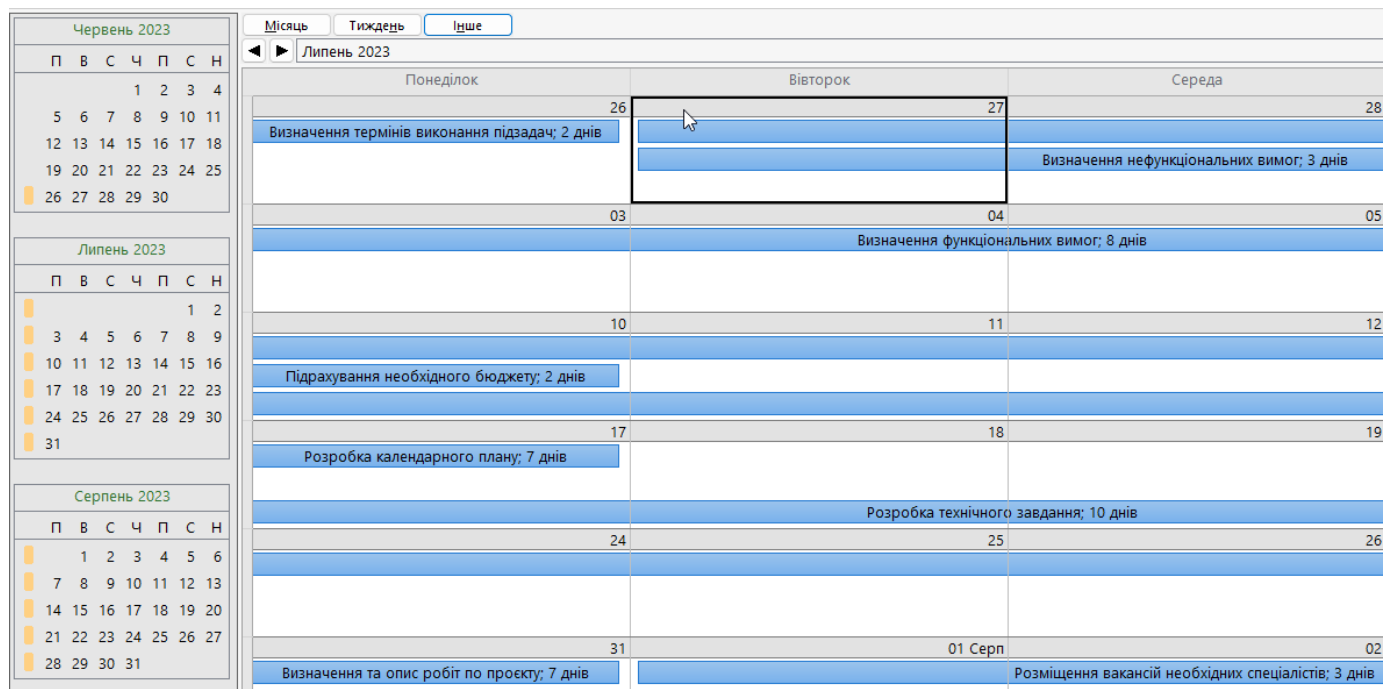 Червень 2023
П В С Ч П С Н
1 2 3 4
5 6 7 8 9 10 11
12 13 14 15 16 17 18
19 20 21 22 23 24 25
26 27 28 29 30
Липень 2023
П В С Ч П С Н
1 2
3 4 5 6 7 8 9
10 11 12 13 14 15 16
17 18 19 20 21 22 23
24 25 26 27 28 29 30
31
Серпень 2023
П В С Ч П С Н
1 2 3 4 5 6
7 8 9 10 11 12 13
14 15 16 17 18 19 20
21 22 23 24 25 26 27
28 29 30 31
Місяць Тиждень Інше
Липень 2023
Понеділок Вівторок Середа
26 27 28
Визначення термінів виконання підзадач; 2 днів
Визначення нефункціональних вимог; 3 днів
03 04 05
Визначення функціональних вимог; 8 днів
10 11 12
Підрахування необхідного бюджету; 2 днів
17 18 19
Розробка календарного плану; 7 днів
Розробка технічного завдання; 10 днів
24 25 26
31 01 Серп 02
Визначення та опис робіт по проєкту; 7 днів Розміщення вакансій необхідних спеціалістів; 3 днів